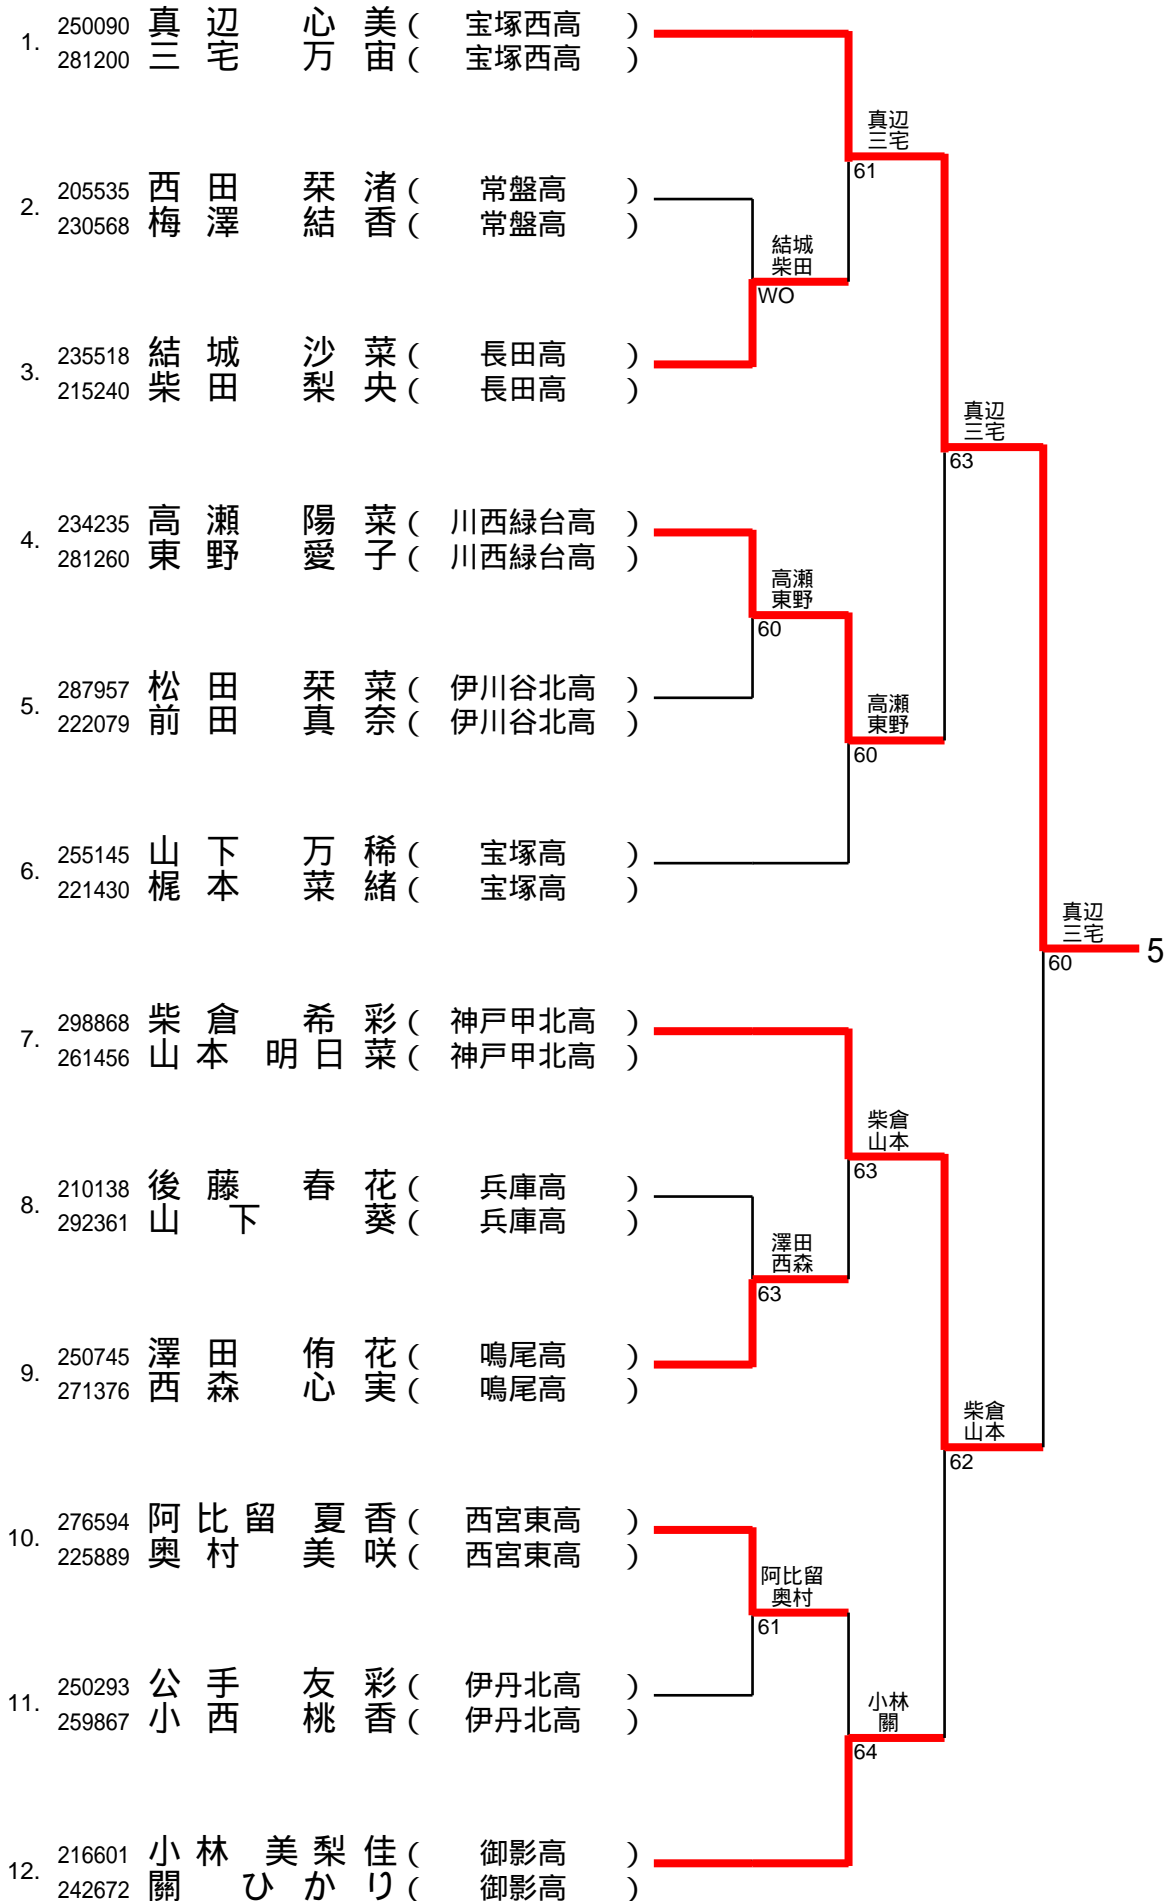 1. 250090 真辺 心美 ( 宝塚西高 )
281200 三宅 万宙 ( 宝塚西高 )
真辺
三宅
61
2. 205535 西田 栞渚 ( 常盤高 )
230568 梅澤 結香 ( 常盤高 )
結城
柴田
WO
3. 235518 結城 沙菜 ( 長田高 )
215240 柴田 梨央 ( 長田高 )
真辺
三宅
63
4. 234235 高瀬 陽菜 ( 川西緑台高 )
281260 東野 愛子 ( 川西緑台高 )
高瀬
東野
60
5. 287957 松田 栞菜 ( 伊川谷北高 )
222079 前田 真奈 ( 伊川谷北高 )
高瀬
東野
60
6. 255145 山下 万稀 ( 宝塚高 )
221430 梶本 菜緒 ( 宝塚高 )
真辺
三宅
60
5
7. 298868 柴倉 希彩 ( 神戸甲北高 )
261456 山本 明日菜 ( 神戸甲北高 )
柴倉
山本
63
8. 210138 後藤 春花 ( 兵庫高 )
292361 山下 葵 ( 兵庫高 )
澤田
西森
63
9. 250745 澤田 侑花 ( 鳴尾高 )
271376 西森 心実 ( 鳴尾高 )
柴倉
山本
62
10. 276594 阿比留 夏香 ( 西宮東高 )
225889 奥村 美咲 ( 西宮東高 )
阿比留
奥村
61
11. 250293 公手 友彩 ( 伊丹北高 )
259867 小西 桃香 ( 伊丹北高 )
小林
關
64
12. 216601 小林 美梨佳 ( 御影高 )
242672 關 ひかり ( 御影高 )